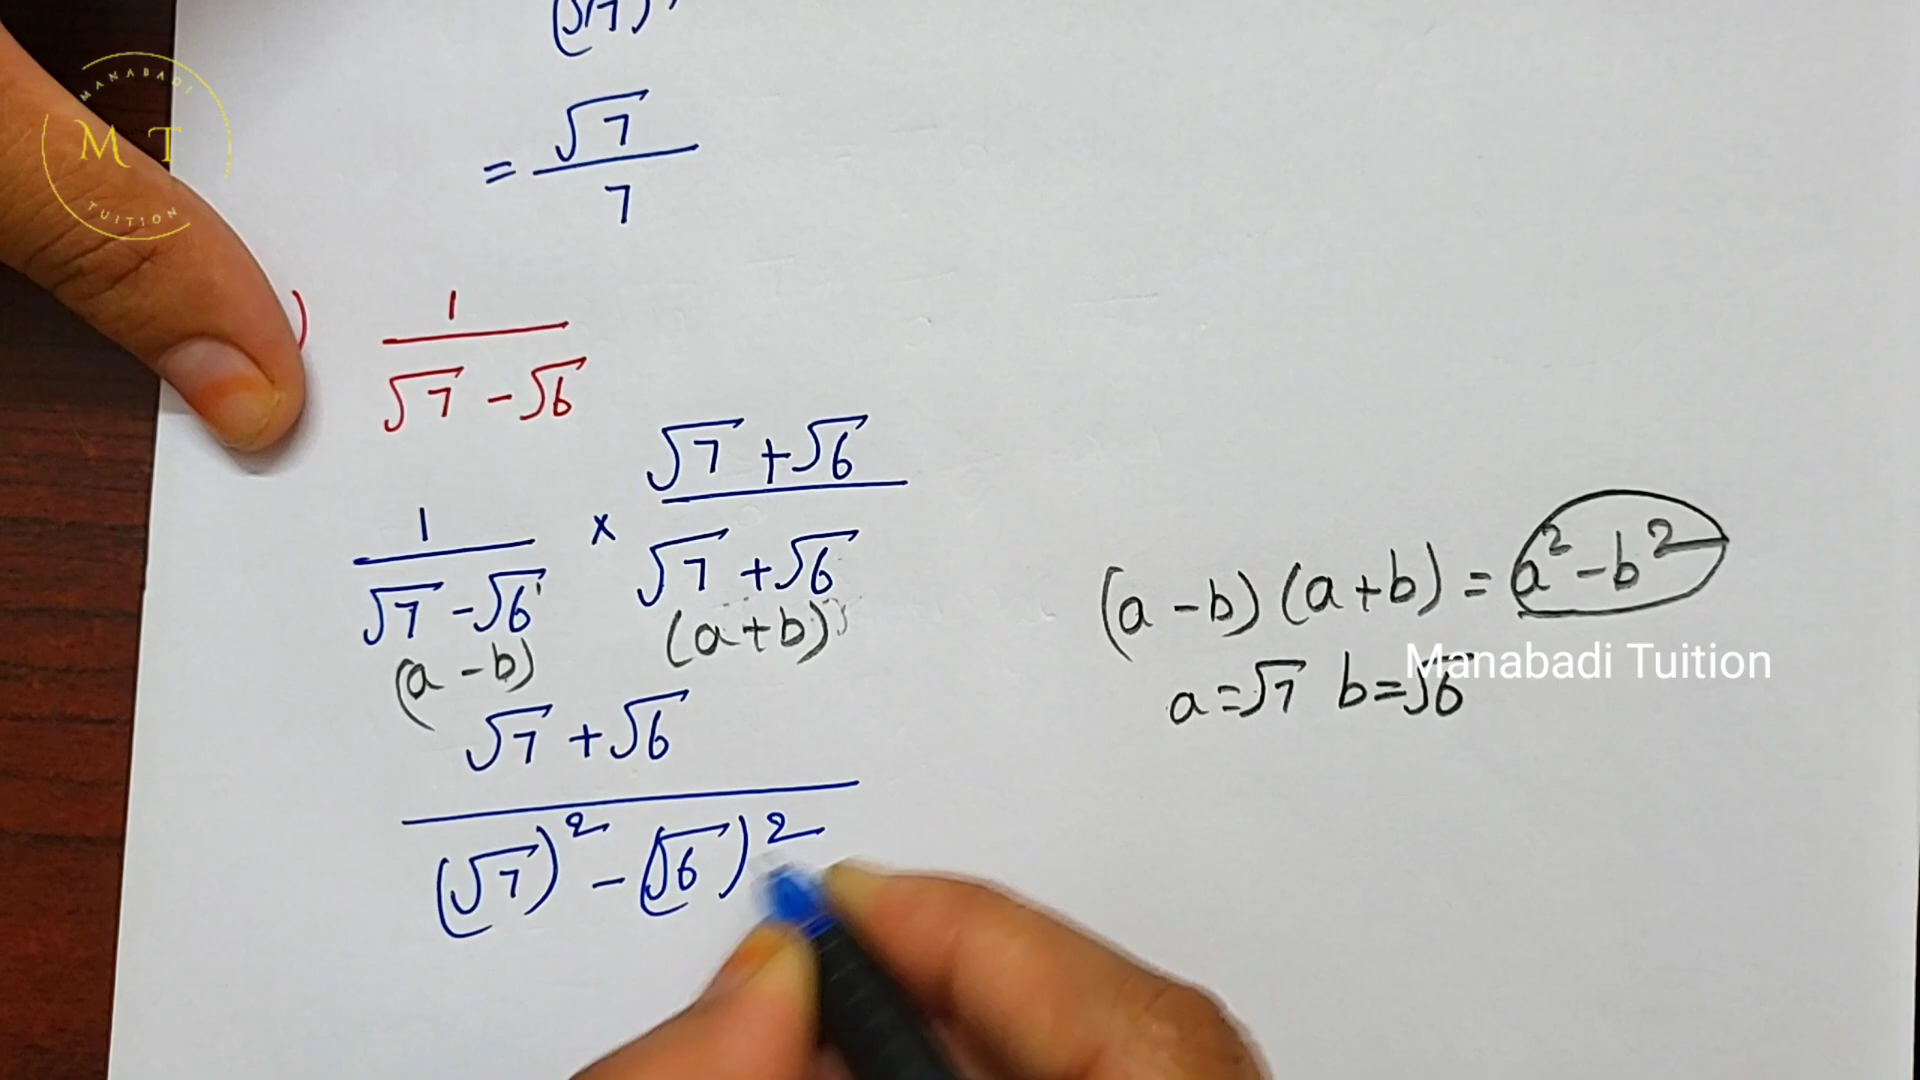 MANABADI
M T
TUITION
(√7)
= √7
7
)
1
√7 - √6
√7 + √6
1 × 
√7 - √6 √7 + √6
(a - b) (a + b)
(a - b) (a + b) = a² - b²
Manabadi Tuition
a = √7 b = √6
√7 + √6
(√7)² - (√6)²